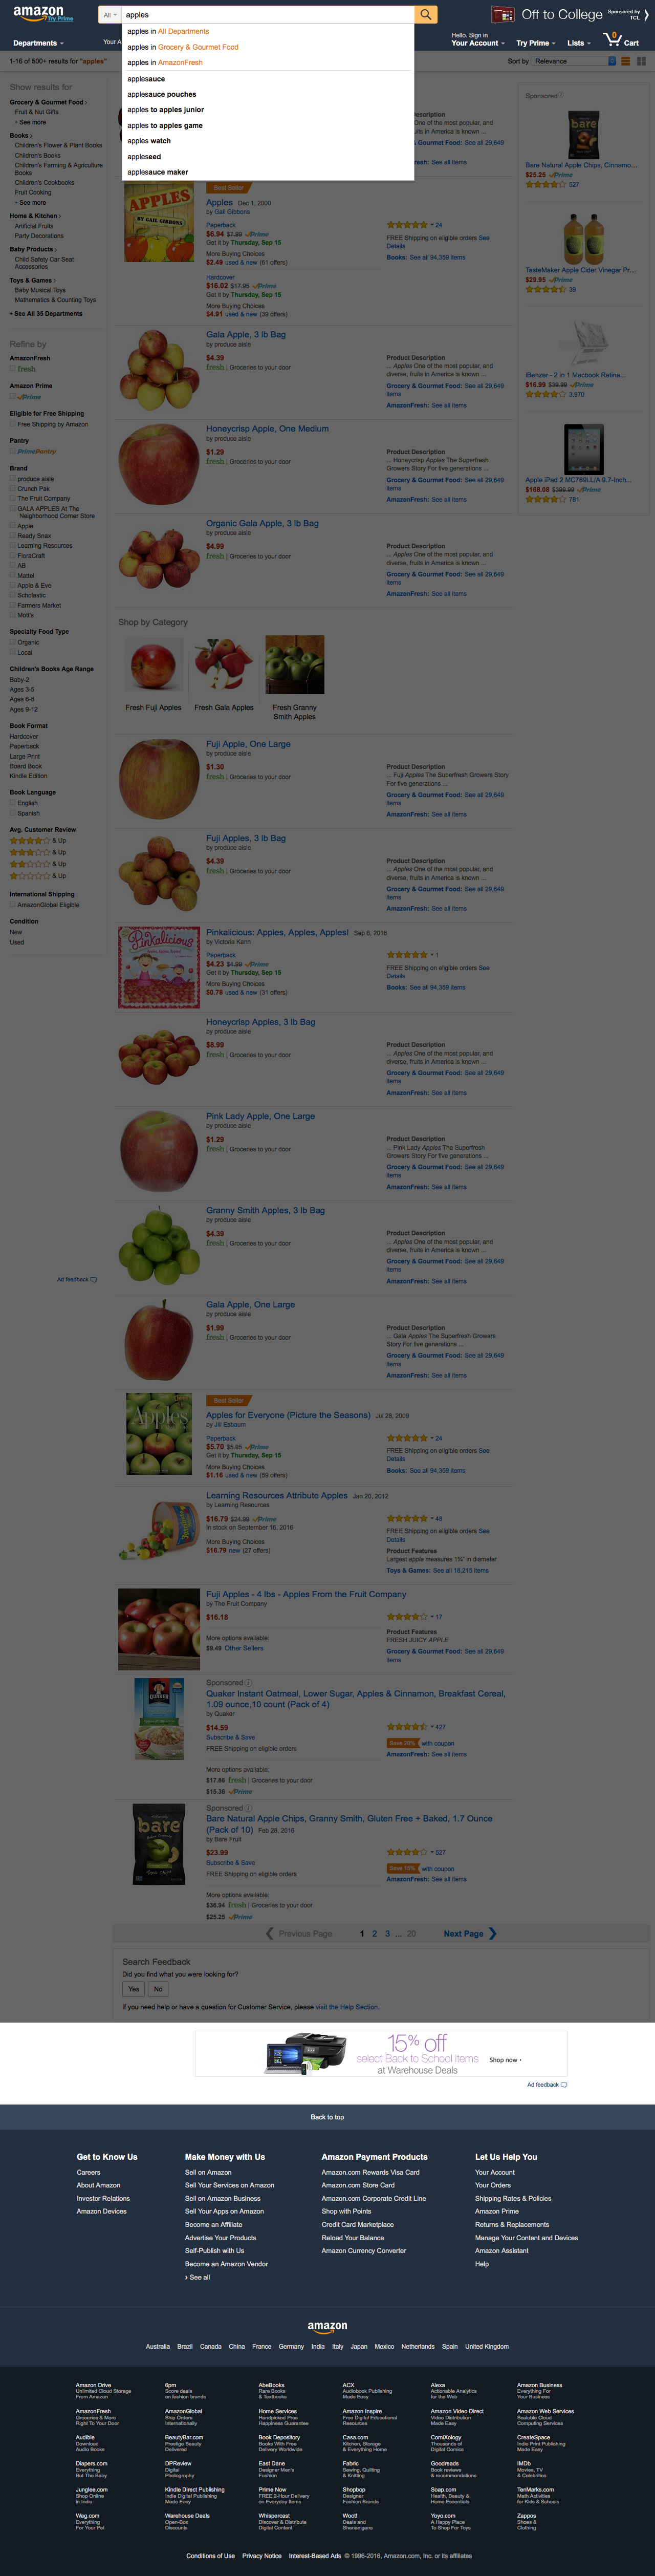 amazon
Try Prime
All
apples
Off to College
Sponsored by
TCL
Departments
Your A
Hello. Sign in
Your Account
Try Prime
Lists
0
Cart
apples in All Departments
apples in Grocery & Gourmet Food
apples in AmazonFresh
applesauce
applesauce pouches
apples to apples junior
apples to apples game
apples watch
appleseed
applesauce maker
1-16 of 500+ results for "apples"
Sort by Relevance
Show results for
Grocery & Gourmet Food ›
Fruit & Nut Gifts
+ See more
Books ›
Children's Flower & Plant Books
Children's Books
Children's Farming & Agriculture
Books
Children's Cookbooks
Fruit Cooking
+ See more
Home & Kitchen ›
Artificial Fruits
Party Decorations
Baby Products ›
Child Safety Car Seat
Accessories
Toys & Games ›
Baby Musical Toys
Mathematics & Counting Toys
+ See All 35 Departments
Refine by
AmazonFresh
fresh
Amazon Prime
Prime
Eligible for Free Shipping
Free Shipping by Amazon
Pantry
PrimePantry
Brand
produce aisle
Crunch Pak
The Fruit Company
GALA APPLES At The
Neighborhood Corner Store
Apple
Ready Snax
Learning Resources
FloraCraft
AB
Mattel
Apple & Eve
Scholastic
Farmers Market
Mott's
Specialty Food Type
Organic
Local
Children's Books Age Range
Baby-2
Ages 3-5
Ages 6-8
Ages 9-12
Book Format
Hardcover
Paperback
Large Print
Board Book
Kindle Edition
Book Language
English
Spanish
Avg. Customer Review
& Up
& Up
& Up
& Up
International Shipping
AmazonGlobal Eligible
Condition
New
Used
Ad feedback
escription
One of the most popular, and
diverse, fruits in America is known ...
Gourmet Food: See all 29,649
resh: See all items
Best Seller
APPLES
BY GAIL GIBBONS
Apples Dec 1, 2000
by Gail Gibbons
Paperback
$6.94 $7.99 Prime
Get it by Thursday, Sep 15
More Buying Choices
$2.49 used & new (61 offers)
Hardcover
$16.02 $17.95 Prime
Get it by Thursday, Sep 15
More Buying Choices
$4.91 used & new (39 offers)
24
FREE Shipping on eligible orders See
Details
Books: See all 94,359 items
Gala Apple, 3 lb Bag
by produce aisle
$4.39
fresh | Groceries to your door
Product Description
... Apples One of the most popular, and
diverse, fruits in America is known ...
Grocery & Gourmet Food: See all 29,649
items
AmazonFresh: See all items
Honeycrisp Apple, One Medium
by produce aisle
$1.29
fresh | Groceries to your door
Product Description
... Honeycrisp Apples The Superfresh
Growers Story For five generations ...
Grocery & Gourmet Food: See all 29,649
items
AmazonFresh: See all items
Organic Gala Apple, 3 lb Bag
by produce aisle
$4.99
fresh | Groceries to your door
Product Description
... Apples One of the most popular, and
diverse, fruits in America is known ...
Grocery & Gourmet Food: See all 29,649
items
AmazonFresh: See all items
Shop by Category
Fresh Fuji Apples
Fresh Gala Apples
Fresh Granny
Smith Apples
Fuji Apple, One Large
by produce aisle
$1.30
fresh | Groceries to your door
Product Description
... Fuji Apples The Superfresh Growers Story
For five generations ...
Grocery & Gourmet Food: See all 29,649
items
AmazonFresh: See all items
Fuji Apples, 3 lb Bag
by produce aisle
$4.39
fresh | Groceries to your door
Product Description
... Apples One of the most popular, and
diverse, fruits in America is known ...
Grocery & Gourmet Food: See all 29,649
items
AmazonFresh: See all items
Pinkalicious
Pinkalicious: Apples, Apples, Apples! Sep 6, 2016
by Victoria Kann
Paperback
$4.23 $4.99 Prime
Get it by Thursday, Sep 15
More Buying Choices
$0.78 used & new (31 offers)
1
FREE Shipping on eligible orders See
Details
Books: See all 94,359 items
Honeycrisp Apples, 3 lb Bag
by produce aisle
$8.99
fresh | Groceries to your door
Product Description
... Apples One of the most popular, and
diverse, fruits in America is known ...
Grocery & Gourmet Food: See all 29,649
items
AmazonFresh: See all items
Pink Lady Apple, One Large
by produce aisle
$1.29
fresh | Groceries to your door
Product Description
... Pink Lady Apples The Superfresh
Growers Story For five generations ...
Grocery & Gourmet Food: See all 29,649
items
AmazonFresh: See all items
Granny Smith Apples, 3 lb Bag
by produce aisle
$4.39
fresh | Groceries to your door
Product Description
... Apples One of the most popular, and
diverse, fruits in America is known ...
Grocery & Gourmet Food: See all 29,649
items
AmazonFresh: See all items
Gala Apple, One Large
by produce aisle
$1.99
fresh | Groceries to your door
Product Description
... Gala Apples The Superfresh Growers
Story For five generations ...
Grocery & Gourmet Food: See all 29,649
items
AmazonFresh: See all items
Best Seller
Apples
Apples for Everyone (Picture the Seasons) Jul 28, 2009
by Jill Esbaum
Paperback
$5.70 $5.95 Prime
Get it by Thursday, Sep 15
More Buying Choices
$1.16 used & new (59 offers)
24
FREE Shipping on eligible orders See
Details
Books: See all 94,359 items
Learning Resources Attribute Apples Jan 20, 2012
by Learning Resources
$16.79 $24.99 Prime
In stock on September 16, 2016
More Buying Choices
$16.79 new (27 offers)
49
FREE Shipping on eligible orders See
Details
Product Features
Largest apple measures 1¾" in diameter
Toys & Games: See all 18,215 items
Fuji Apples - 4 lbs - Apples From the Fruit Company
by The Fruit Company
$16.18
More options available:
$9.49 Other Sellers
17
Product Features
FRESH JUICY APPLE
Grocery & Gourmet Food: See all 29,649
items
Sponsored
QUAKER
Quaker Instant Oatmeal, Lower Sugar, Apples & Cinnamon, Breakfast Cereal,
1.09 ounce,10 count (Pack of 4)
by Quaker
$14.59
Subscribe & Save
FREE Shipping on eligible orders
More options available:
$17.86 fresh | Groceries to your door
$15.36 Prime
427
Save 20% with coupon
AmazonFresh: See all items
Sponsored
bare
Bare Natural Apple Chips, Granny Smith, Gluten Free + Baked, 1.7 Ounce
(Pack of 10) Feb 28, 2016
by Bare Fruit
$23.99
Subscribe & Save
FREE Shipping on eligible orders
More options available:
$36.94 fresh | Groceries to your door
$25.25 Prime
527
Save 15% with coupon
AmazonFresh: See all items
Sponsored
bare
Bare Natural Apple Chips, Cinnamo...
$25.25 Prime
527
TasteMaker Apple Cider Vinegar Pr...
$29.95 Prime
39
iBenzer - 2 in 1 Macbook Retina...
$16.99 $39.99 Prime
3,970
Apple iPad 2 MC769LL/A 9.7-Inch...
$168.08 $399.99 Prime
781
Previous Page 1 2 3 ... 20 Next Page
Search Feedback
Did you find what you were looking for?
Yes No
If you need help or have a question for Customer Service, please visit the Help Section.
15% off
select Back to School items
at Warehouse Deals
Shop now ›
Ad feedback
Back to top
Get to Know Us
Careers
About Amazon
Investor Relations
Amazon Devices
Make Money with Us
Sell on Amazon
Sell Your Services on Amazon
Sell on Amazon Business
Sell Your Apps on Amazon
Become an Affiliate
Advertise Your Products
Self-Publish with Us
Become an Amazon Vendor
› See all
Amazon Payment Products
Amazon.com Rewards Visa Card
Amazon.com Store Card
Amazon.com Corporate Credit Line
Shop with Points
Credit Card Marketplace
Reload Your Balance
Amazon Currency Converter
Let Us Help You
Your Account
Your Orders
Shipping Rates & Policies
Amazon Prime
Returns & Replacements
Manage Your Content and Devices
Amazon Assistant
Help
amazon
Australia Brazil Canada China France Germany India Italy Japan Mexico Netherlands Spain United Kingdom
Amazon Drive
Unlimited Cloud Storage
From Amazon
6pm
Score deals
on fashion brands
AbeBooks
Rare Books
& Textbooks
ACX
Audiobook Publishing
Made Easy
Alexa
Actionable Analytics
for the Web
Amazon Business
Everything For
Your Business
AmazonFresh
Groceries & More
Right To Your Door
AmazonGlobal
Ship Orders
Internationally
Home Services
Handpicked Pros
Happiness Guarantee
Amazon Inspire
Free Digital Educational
Resources
Amazon Video Direct
Video Distribution
Made Easy
Amazon Web Services
Scalable Cloud
Computing Services
Audible
Download
Audio Books
BeautyBar.com
Prestige Beauty
Delivered
Book Depository
Books With Free
Delivery Worldwide
Casa.com
Kitchen, Storage
& Everything Home
ComiXology
Thousands of
Digital Comics
CreateSpace
Indie Print Publishing
Made Easy
Diapers.com
Everything
But The Baby
DPReview
Digital
Photography
East Dane
Designer Men's
Fashion
Fabric
Sewing, Quilting
& Knitting
Goodreads
Book reviews
& recommendations
IMDb
Movies, TV
& Celebrities
Junglee.com
Shop Online
in India
Kindle Direct Publishing
Indie Digital Publishing
Made Easy
Prime Now
FREE 2-Hour Delivery
on Everyday Items
Shopbop
Designer
Fashion Brands
Soap.com
Health, Beauty &
Home Essentials
TenMarks.com
Math Activities
for Kids & Schools
Wag.com
Everything
For Your Pet
Warehouse Deals
Open-Box
Discounts
Whispercast
Discover & Distribute
Digital Content
Woot!
Deals and
Shenanigans
Yoyo.com
A Happy Place
To Shop For Toys
Zappos
Shoes &
Clothing
Conditions of Use Privacy Notice Interest-Based Ads © 1996-2016, Amazon.com, Inc. or its affiliates